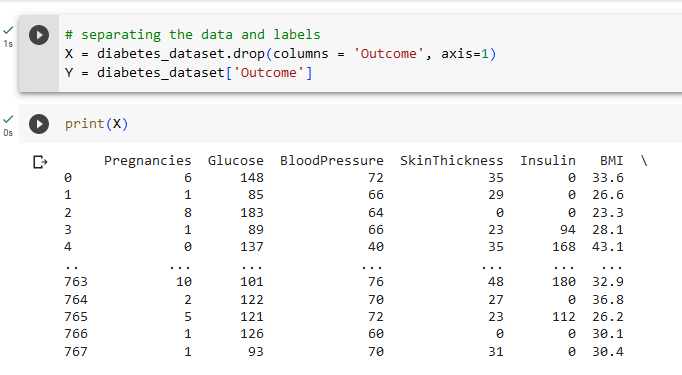 # separating the data and labels
1s
X = diabetes_dataset.drop(columns = 'Outcome', axis=1)
Y = diabetes_dataset['Outcome']
print(X)
0s
Pregnancies Glucose BloodPressure SkinThickness Insulin BMI \
0 6 148 72 35 0 33.6
1 1 85 66 29 0 26.6
2 8 183 64 0 0 23.3
3 1 89 66 23 94 28.1
4 0 137 40 35 168 43.1
.. ... ... ... ... ... ...
763 10 101 76 48 180 32.9
764 2 122 70 27 0 36.8
765 5 121 72 23 112 26.2
766 1 126 60 0 0 30.1
767 1 93 70 31 0 30.4